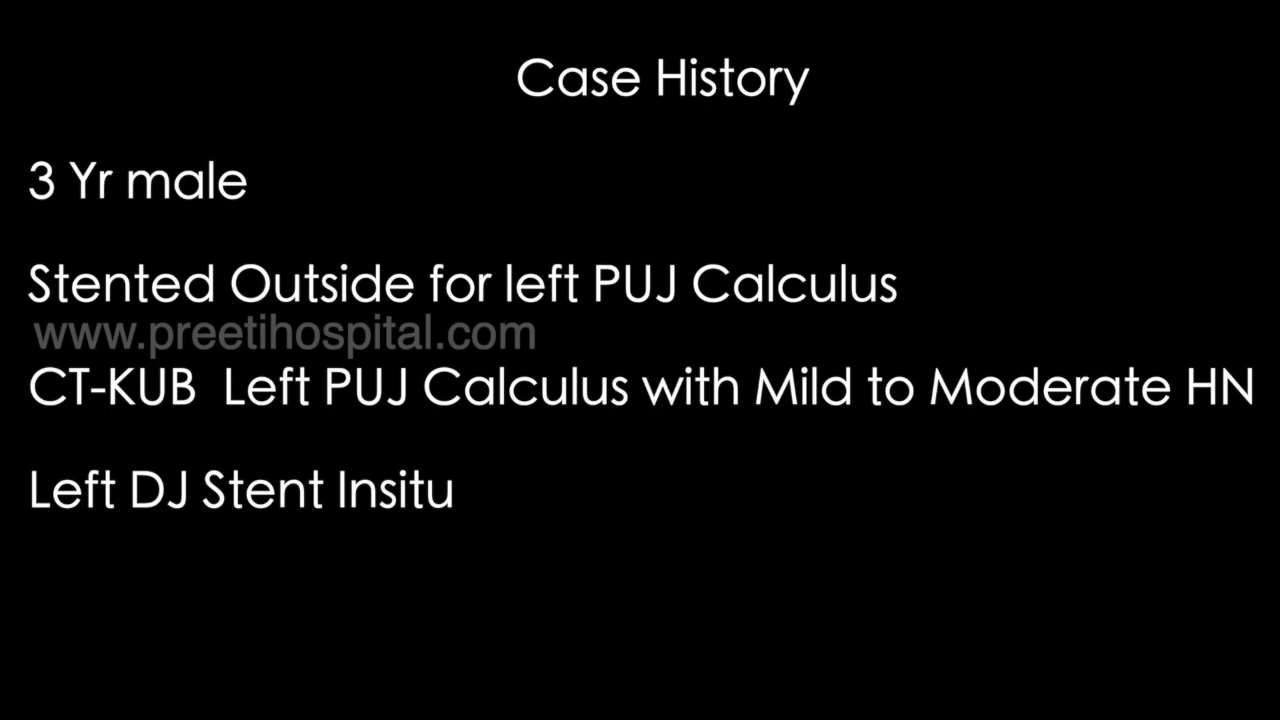 Case History
3 Yr male
Stented Outside for left PUJ Calculus
www.preetihospital.com
CT-KUB Left PUJ Calculus with Mild to Moderate HN
Left DJ Stent Insitu